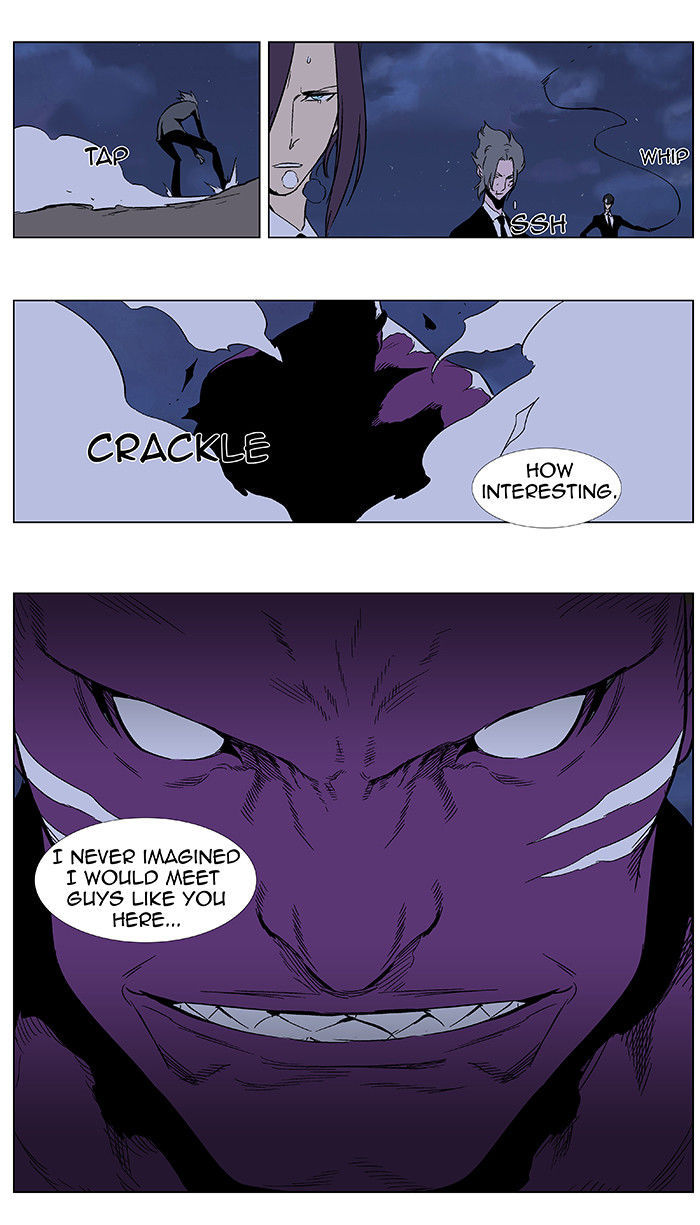 TAP
WHIP
SSH
CRACKLE
HOW
INTERESTING.
I NEVER IMAGINED
I WOULD MEET
GUYS LIKE YOU
HERE...